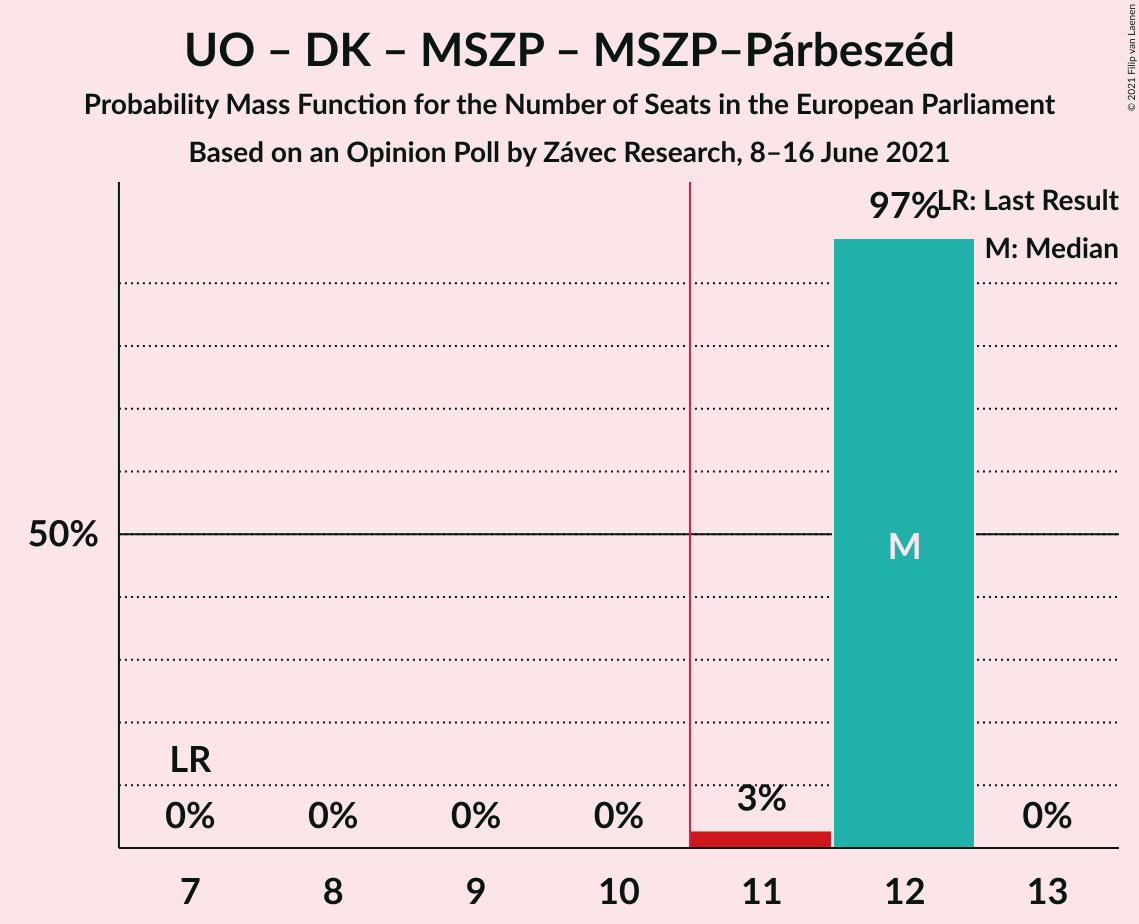 UO – DK – MSZP – MSZP–Párbeszéd
Probability Mass Function for the Number of Seats in the European Parliament
Based on an Opinion Poll by Závec Research, 8–16 June 2021
© 2021 Filip van Laenen
LR: Last Result
M: Median
97%
50%
M
LR
3%
0% 0% 0% 0% 0%
7 8 9 10 11 12 13